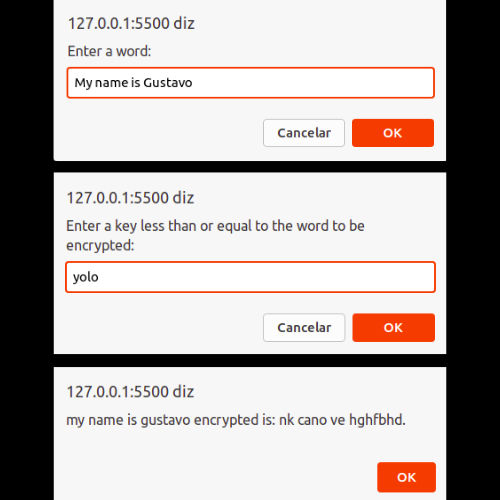 127.0.0.1:5500 diz
Enter a word:
My name is Gustavo
Cancelar OK
127.0.0.1:5500 diz
Enter a key less than or equal to the word to be
encrypted:
yolo
Cancelar OK
127.0.0.1:5500 diz
my name is gustavo encrypted is: nk cano ve hghfbhd.
OK